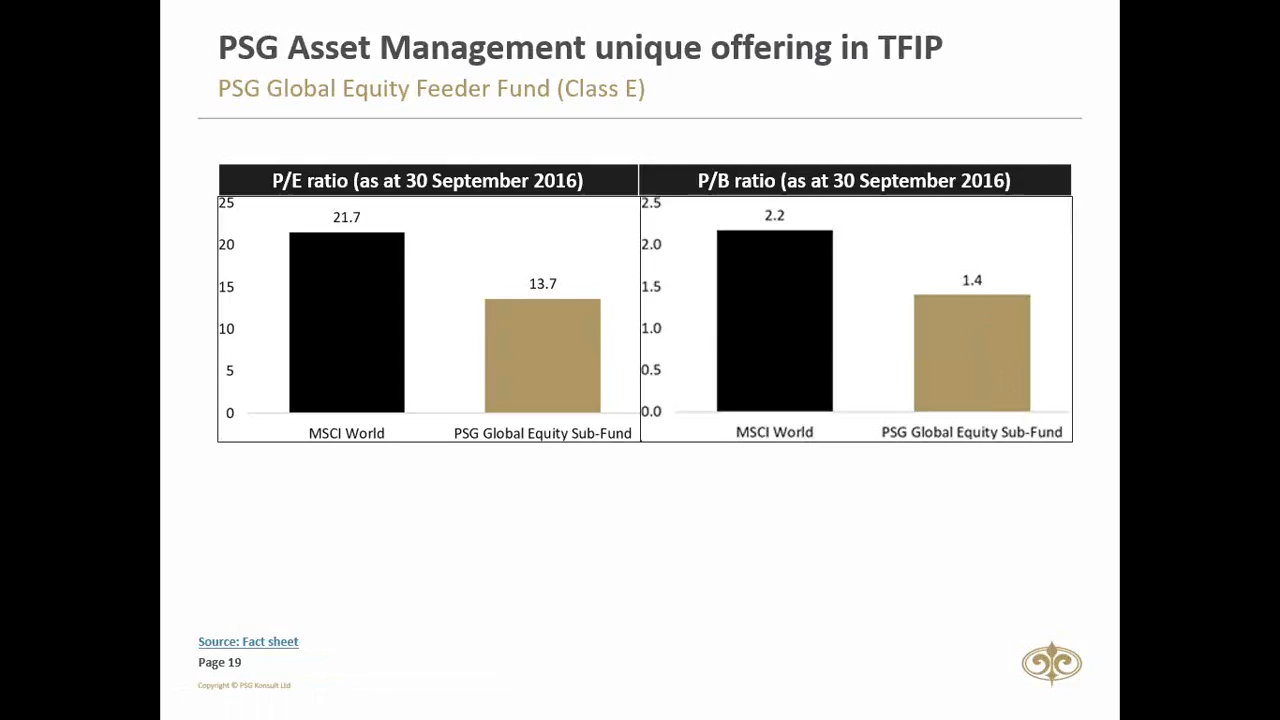 PSG Asset Management unique offering in TFIP
PSG Global Equity Feeder Fund (Class E)
P/E ratio (as at 30 September 2016)
25
20
15
10
5
0
21.7
13.7
MSCI World
PSG Global Equity Sub-Fund
P/B ratio (as at 30 September 2016)
2.5
2.0
1.5
1.0
0.5
0.0
2.2
1.4
MSCI World
PSG Global Equity Sub-Fund
Source: Fact sheet
Page 19
Copyright © PSG Konsult Ltd